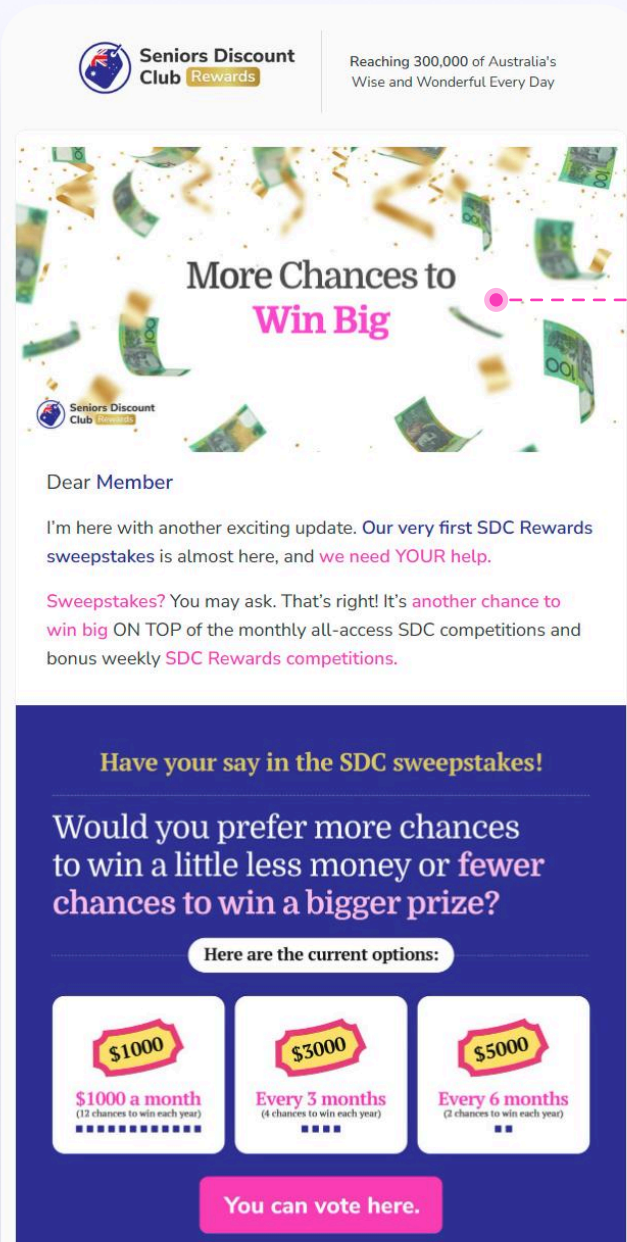 Seniors Discount
Club Rewards
Reaching 300,000 of Australia's
Wise and Wonderful Every Day
100
100
More Chances to
Win Big
100
100
Seniors Discount
Club Rewards
Dear Member
I'm here with another exciting update. Our very first SDC Rewards
sweepstakes is almost here, and we need YOUR help.
Sweepstakes? You may ask. That's right! It's another chance to
win big ON TOP of the monthly all-access SDC competitions and
bonus weekly SDC Rewards competitions.
Have your say in the SDC sweepstakes!
Would you prefer more chances
to win a little less money or fewer
chances to win a bigger prize?
Here are the current options:
$1000
$1000 a month
(12 chances to win each year)
$3000
Every 3 months
(4 chances to win each year)
$5000
Every 6 months
(2 chances to win each year)
You can vote here.